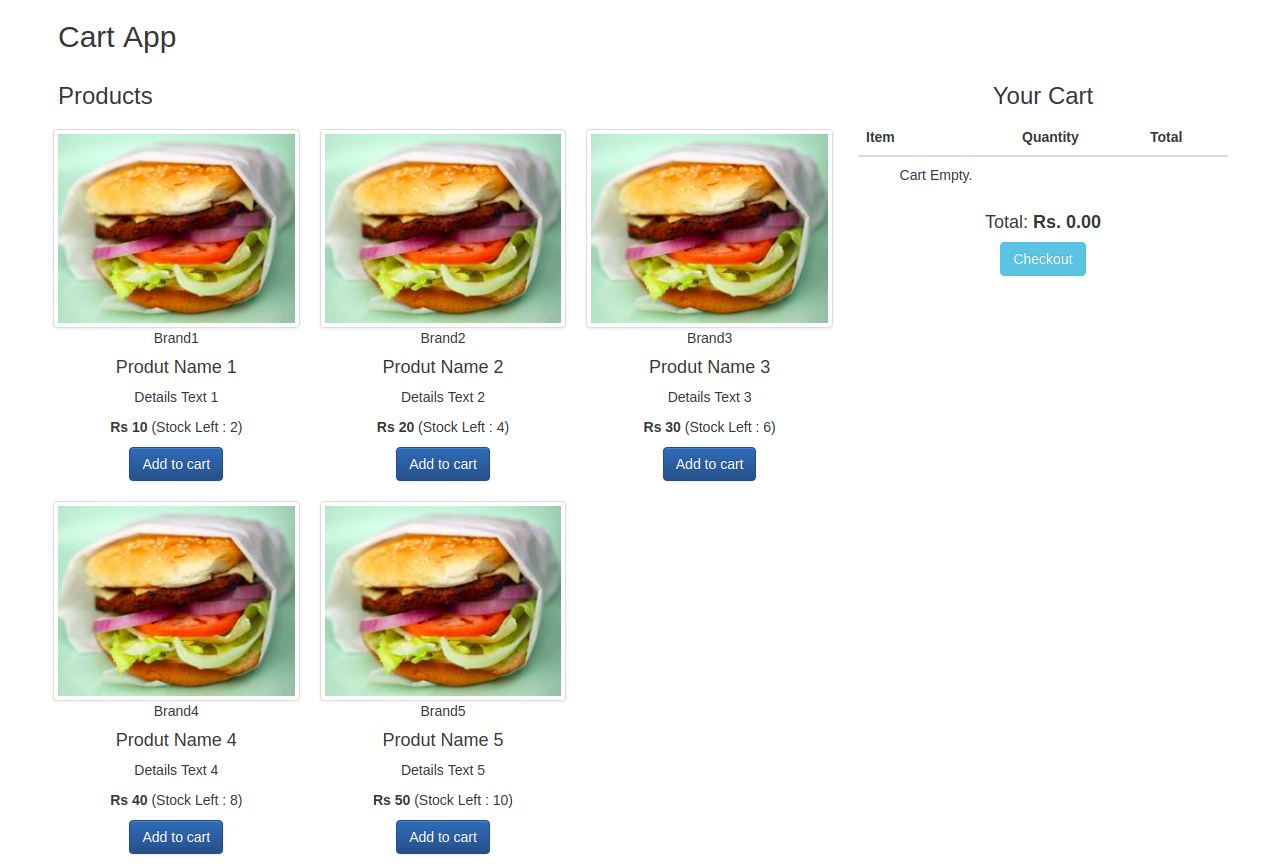 Cart App
Products
Brand1
Produt Name 1
Details Text 1
Rs 10 (Stock Left : 2)
Add to cart
Brand2
Produt Name 2
Details Text 2
Rs 20 (Stock Left : 4)
Add to cart
Brand3
Produt Name 3
Details Text 3
Rs 30 (Stock Left : 6)
Add to cart
Brand4
Produt Name 4
Details Text 4
Rs 40 (Stock Left : 8)
Add to cart
Brand5
Produt Name 5
Details Text 5
Rs 50 (Stock Left : 10)
Add to cart
Your Cart
Item Quantity Total
Cart Empty.
Total: Rs. 0.00
Checkout